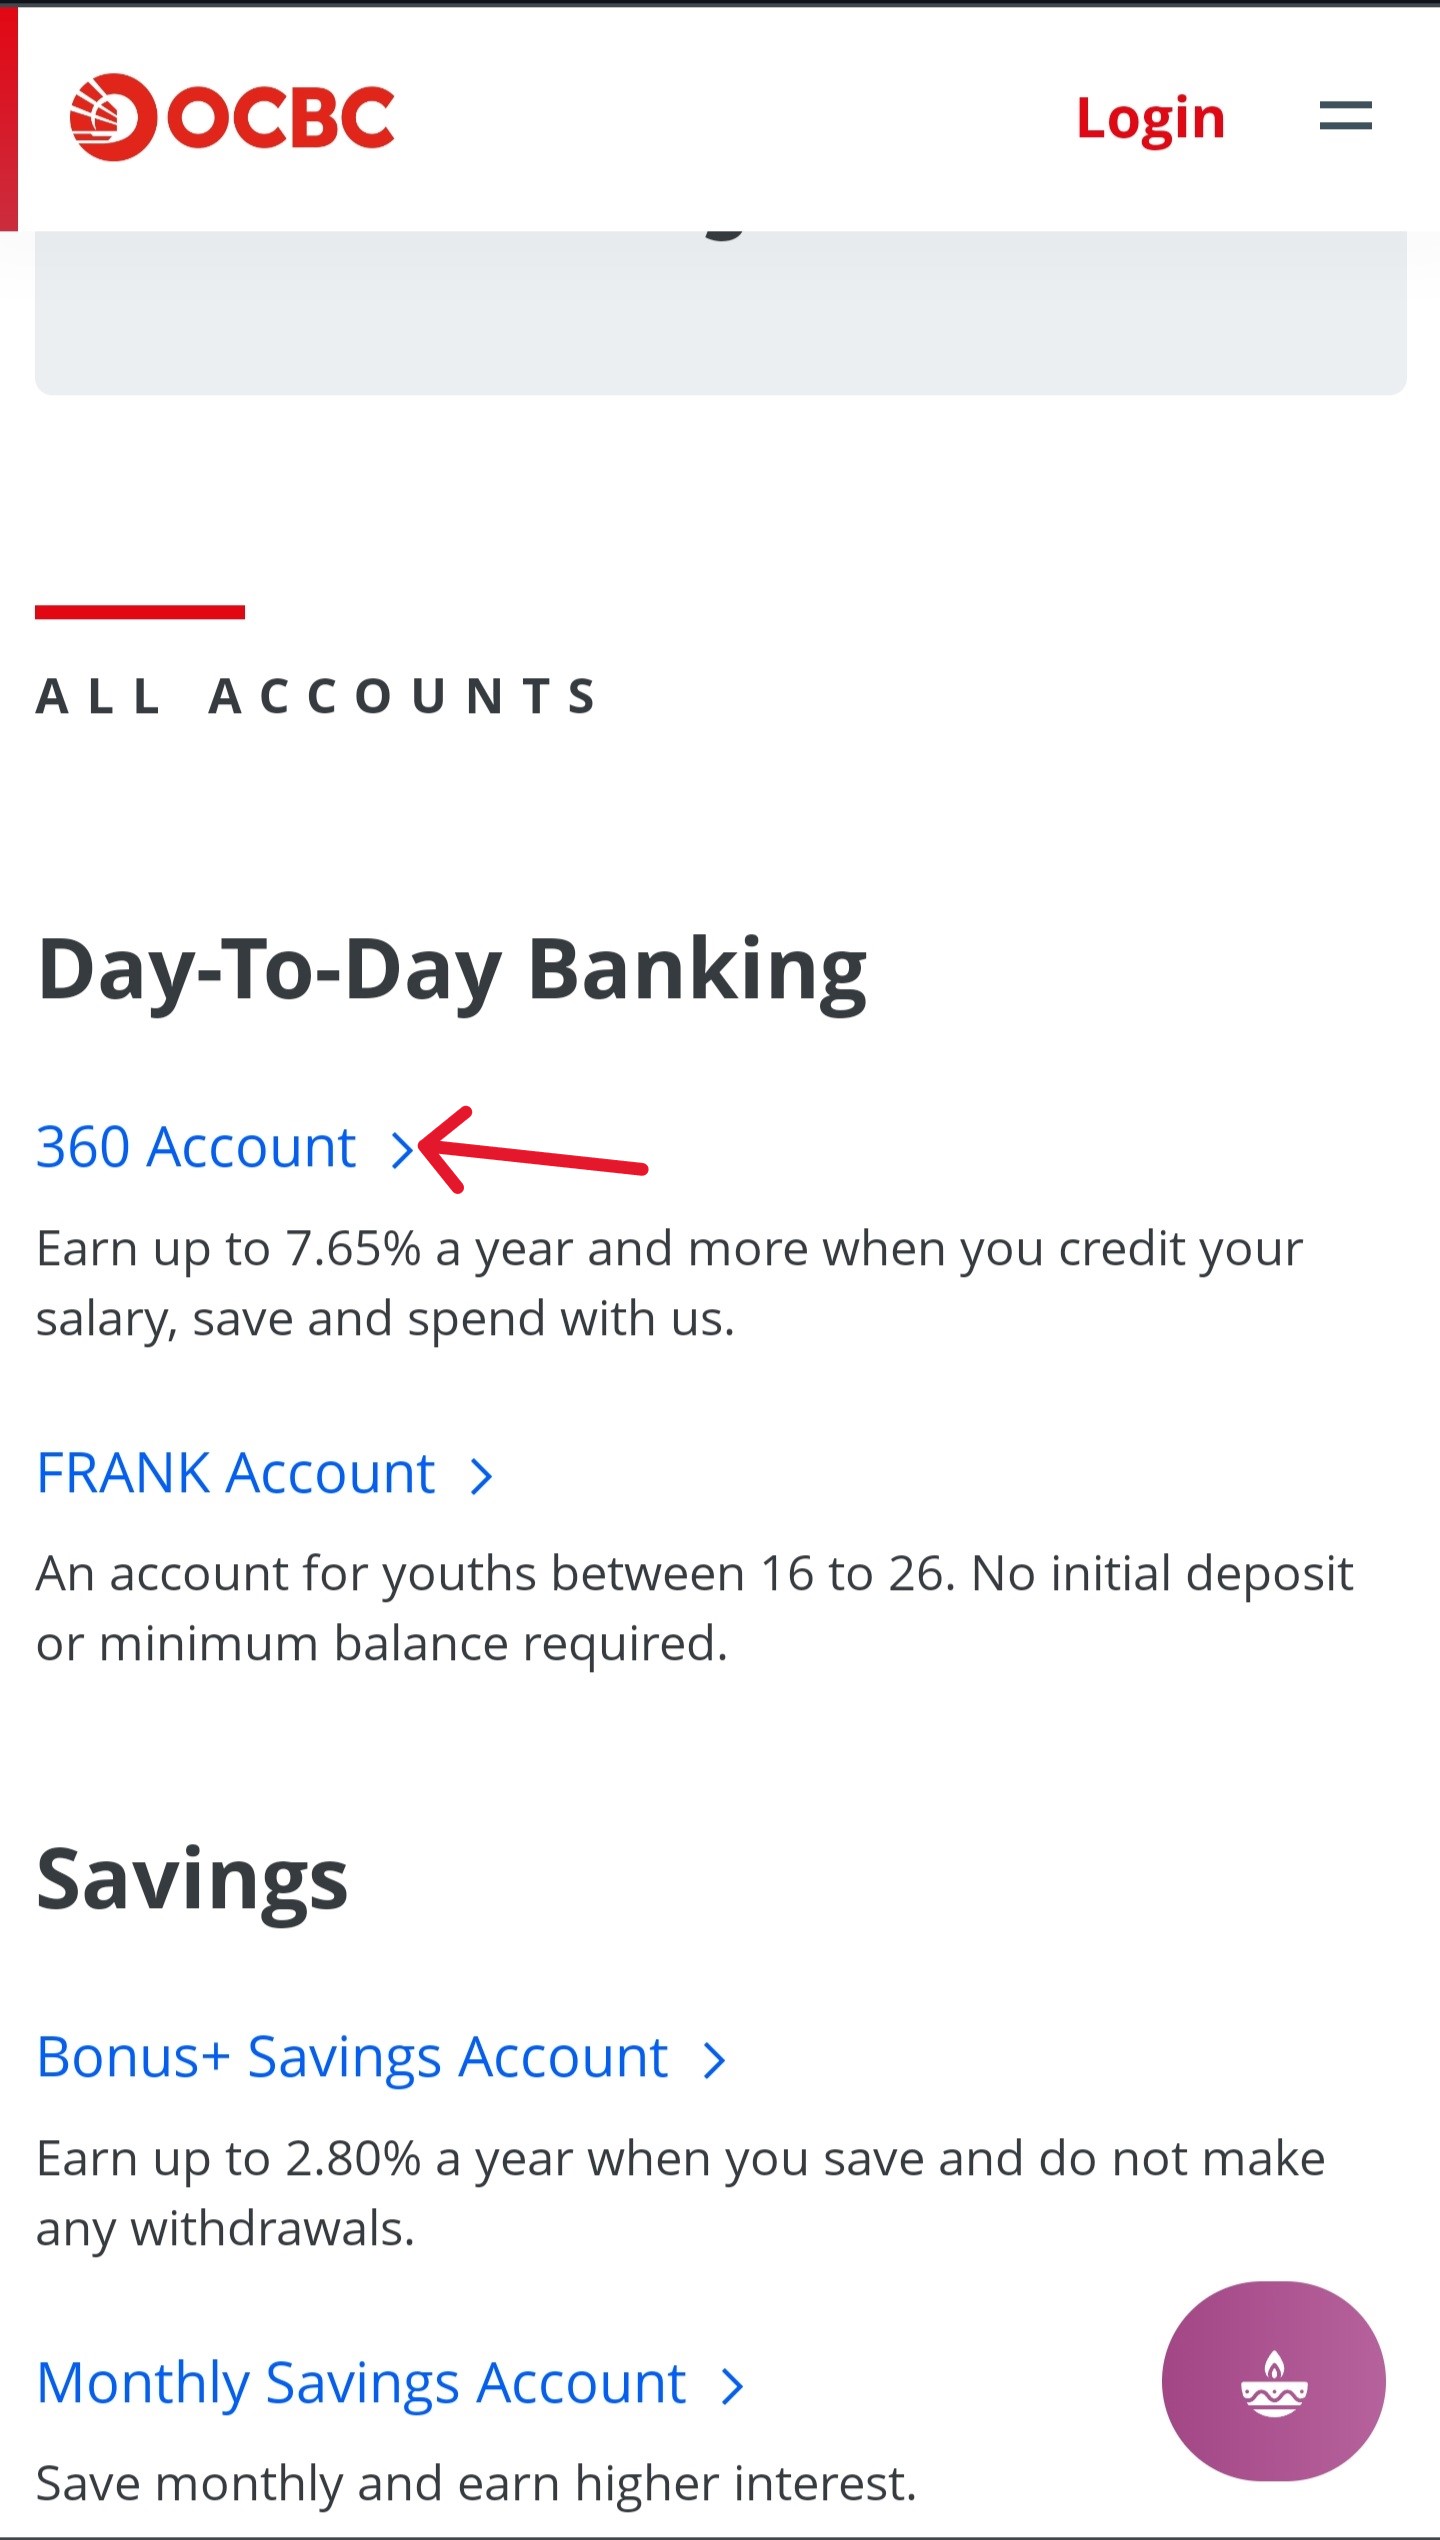 OCBC
Login
ALL ACCOUNTS
Day-To-Day Banking
360 Account
Earn up to 7.65% a year and more when you credit your
salary, save and spend with us.
FRANK Account
An account for youths between 16 to 26. No initial deposit
or minimum balance required.
Savings
Bonus+ Savings Account
Earn up to 2.80% a year when you save and do not make
any withdrawals.
Monthly Savings Account
Save monthly and earn higher interest.